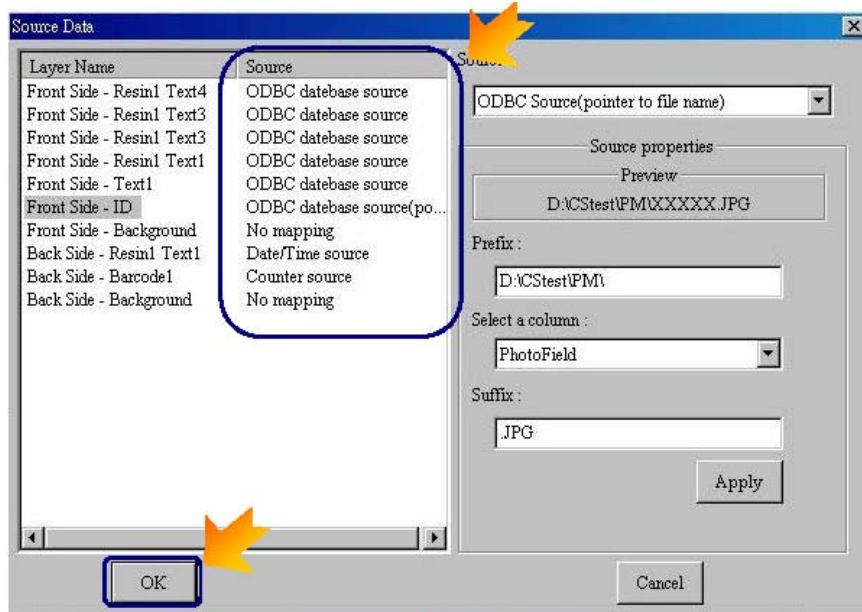 Source Data
Layer Name Source
Front Side - Resin1 Text4 ODBC datebase source
Front Side - Resin1 Text3 ODBC datebase source
Front Side - Resin1 Text3 ODBC datebase source
Front Side - Resin1 Text1 ODBC datebase source
Front Side - Text1 ODBC datebase source
Front Side - ID ODBC datebase source(po...
Front Side - Background No mapping
Back Side - Resin1 Text1 Date/Time source
Back Side - Barcode1 Counter source
Back Side - Background No mapping
OK
ODBC Source(pointer to file name)
Source properties
Preview
D:\CStest\PM\XXXXX.JPG
Prefix :
D:\CStest\PM\
Select a column :
PhotoField
Suffix :
.JPG
Apply
Cancel